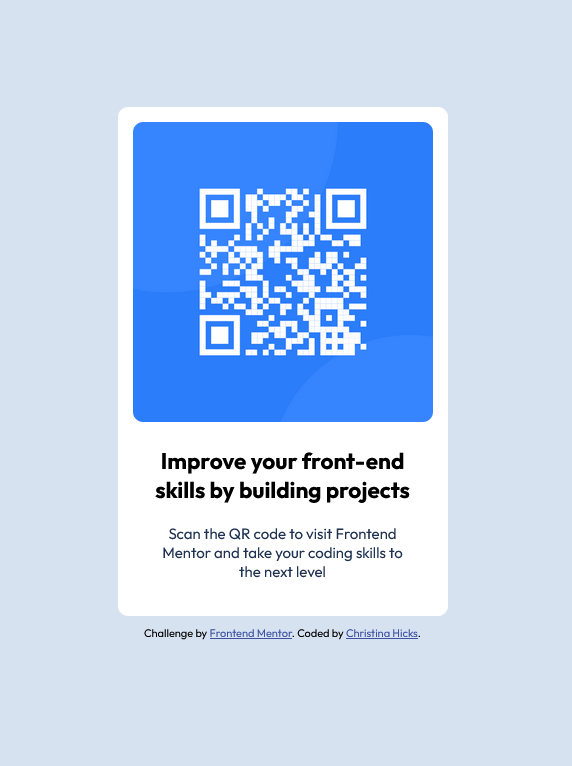 Improve your front-end
skills by building projects
Scan the QR code to visit Frontend
Mentor and take your coding skills to
the next level
Challenge by Frontend Mentor. Coded by Christina Hicks.